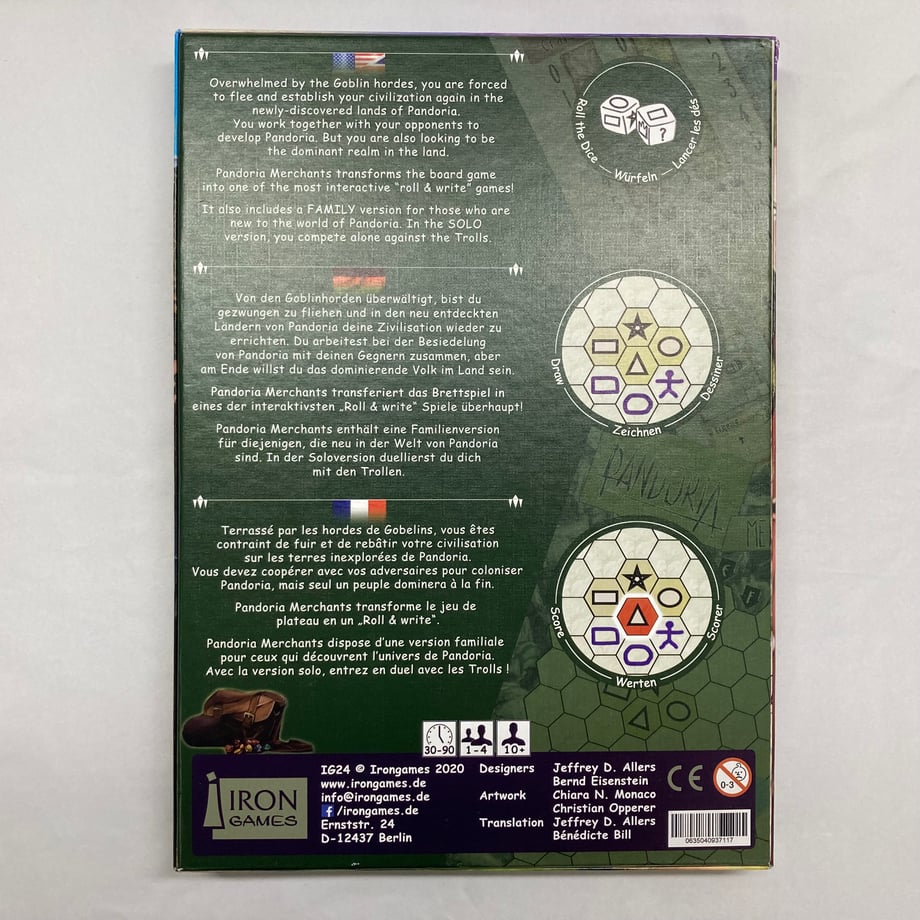 Overwhelmed by the Goblin hordes, you are forced
to flee and establish your civilization again in the
newly-discovered lands of Pandoria.
You work together with your opponents to
develop Pandoria. But you are also looking to be
the dominant realm in the land.
Pandoria Merchants transforms the board game
into one of the most interactive "roll & write" games!
It also includes a FAMILY version for those who are
new to the world of Pandoria. In the SOLO
version, you compete alone against the Trolls.
Roll the Dice
Würfeln
Lancer les dés
Von den Goblinhorden überwältigt, bist du
gezwungen zu fliehen und in den neu entdeckten
Ländern von Pandoria deine Zivilisation wieder zu
errichten. Du arbeitest bei der Besiedelung
von Pandoria mit deinen Gegnern zusammen, aber
am Ende willst du das dominierende Volk im Land sein.
Pandoria Merchants transferiert das Brettspiel in
eines der interaktivsten „Roll & write“ Spiele überhaupt!
Pandoria Merchants enthält eine Familienversion
für diejenigen, die neu in der Welt von Pandoria
sind. In der Soloversion duellierst du dich
mit den Trollen.
Draw
Zeichnen
Dessiner
PANDORIA
Terrassé par les hordes de Gobelins, vous êtes
contraint de fuir et de rebâtir votre civilisation
sur les terres inexplorées de Pandoria.
Vous devez coopérer avec vos adversaires pour coloniser
Pandoria, mais seul un peuple dominera à la fin.
Pandoria Merchants transforme le jeu de
plateau en un „Roll & write“.
Pandoria Merchants dispose d'une version familiale
pour ceux qui découvrent l'univers de Pandoria.
Avec la version solo, entrez en duel avec les Trolls !
Score
Werten
Scorer
30-90
1-4
10+
IRON
GAMES
IG24 © Irongames 2020
www.irongames.de
info@irongames.de
f /irongames.de
Ernststr. 24
D-12437 Berlin
Designers Jeffrey D. Allers
Bernd Eisenstein
Artwork Chiara N. Monaco
Christian Opperer
Translation Jeffrey D. Allers
Bénédicte Bill
CE
0-3
0635040937117